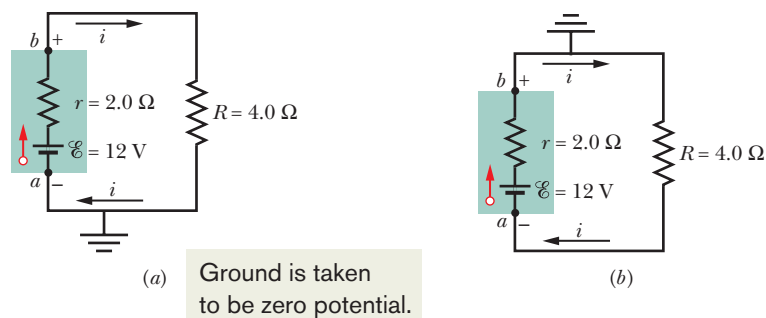 i
b +
r = 2.0 Ω
R = 4.0 Ω
ℰ = 12 V
a −
i
(a)
Ground is taken
to be zero potential.
i
b +
r = 2.0 Ω
R = 4.0 Ω
ℰ = 12 V
a −
i
(b)